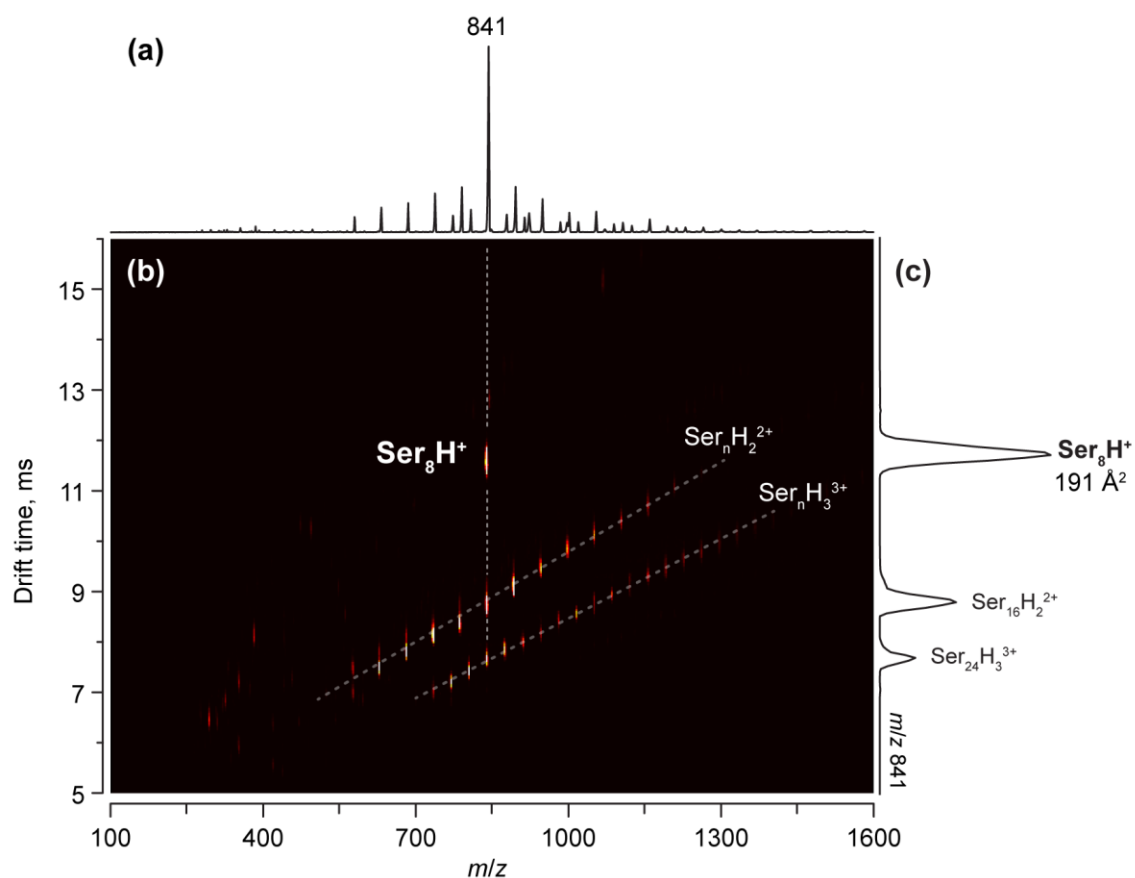 (a)
841
(b)
(c)
15
13
11
9
7
5
Drift time, ms
Ser₈H⁺
SerₙH₂²⁺
SerₙH₃³⁺
Ser₈H⁺
191 Å²
Ser₁₆H₂²⁺
Ser₂₄H₃³⁺
m/z 841
100 400 700 1000 1300 1600
m/z